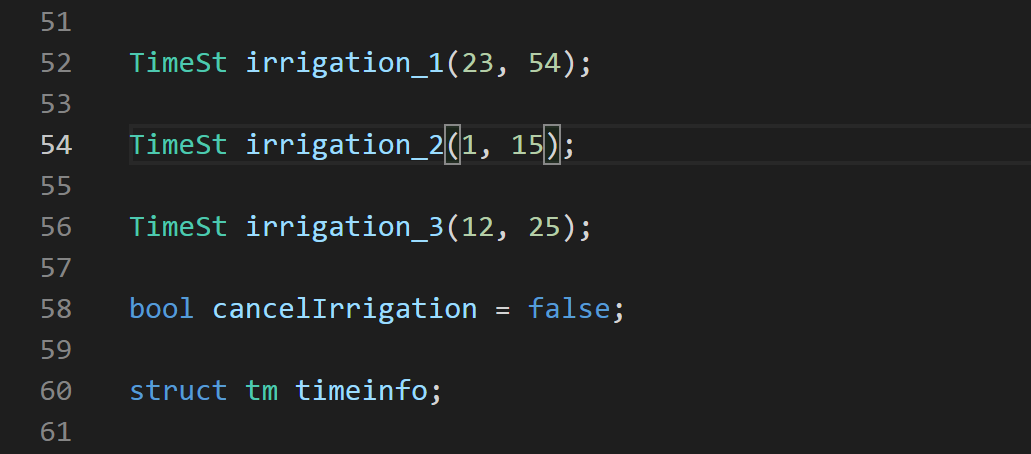 51
52 TimeSt irrigation_1(23, 54);
53
54 TimeSt irrigation_2(1, 15);
55
56 TimeSt irrigation_3(12, 25);
57
58 bool cancelIrrigation = false;
59
60 struct tm timeinfo;
61